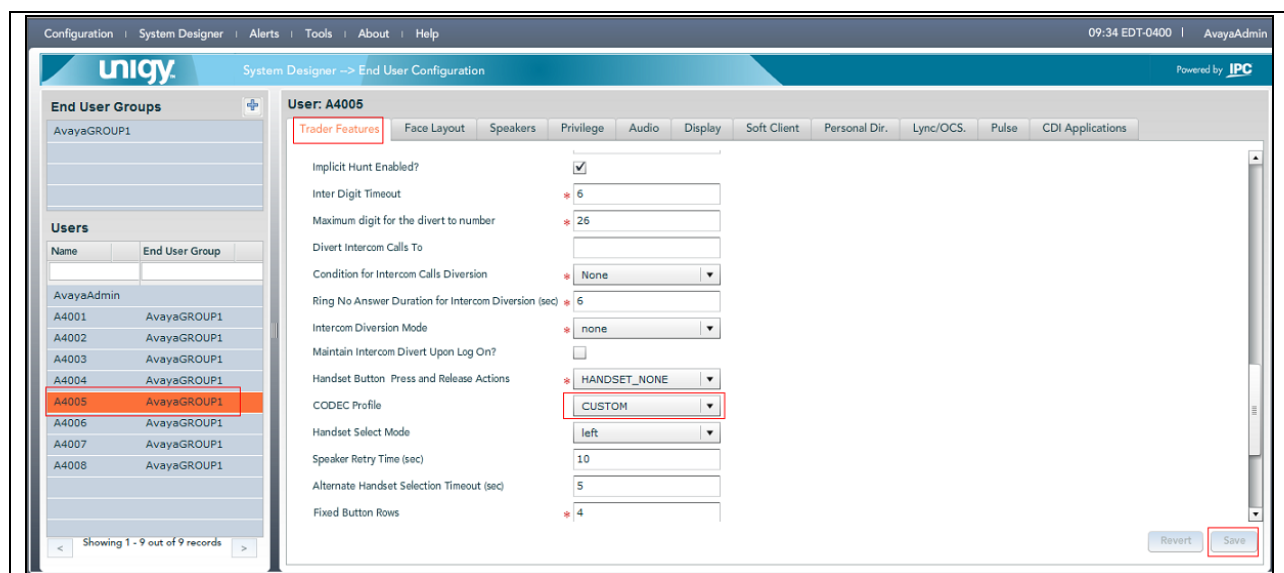 Configuration | System Designer | Alerts | Tools | About | Help 09:34 EDT-0400 | AvayaAdmin
unigy. System Designer --> End User Configuration Powered by IPC
End User Groups
AvayaGROUP1
Users
Name End User Group
AvayaAdmin
A4001 AvayaGROUP1
A4002 AvayaGROUP1
A4003 AvayaGROUP1
A4004 AvayaGROUP1
A4005 AvayaGROUP1
A4006 AvayaGROUP1
A4007 AvayaGROUP1
A4008 AvayaGROUP1
< Showing 1 - 9 out of 9 records >
User: A4005
Trader Features Face Layout Speakers Privilege Audio Display Soft Client Personal Dir. Lync/OCS. Pulse CDI Applications
Implicit Hunt Enabled?
Inter Digit Timeout * 6
Maximum digit for the divert to number * 26
Divert Intercom Calls To
Condition for Intercom Calls Diversion * None
Ring No Answer Duration for Intercom Diversion (sec) * 6
Intercom Diversion Mode * none
Maintain Intercom Divert Upon Log On?
Handset Button Press and Release Actions * HANDSET_NONE
CODEC Profile CUSTOM
Handset Select Mode left
Speaker Retry Time (sec) 10
Alternate Handset Selection Timeout (sec) 5
Fixed Button Rows * 4
Revert Save